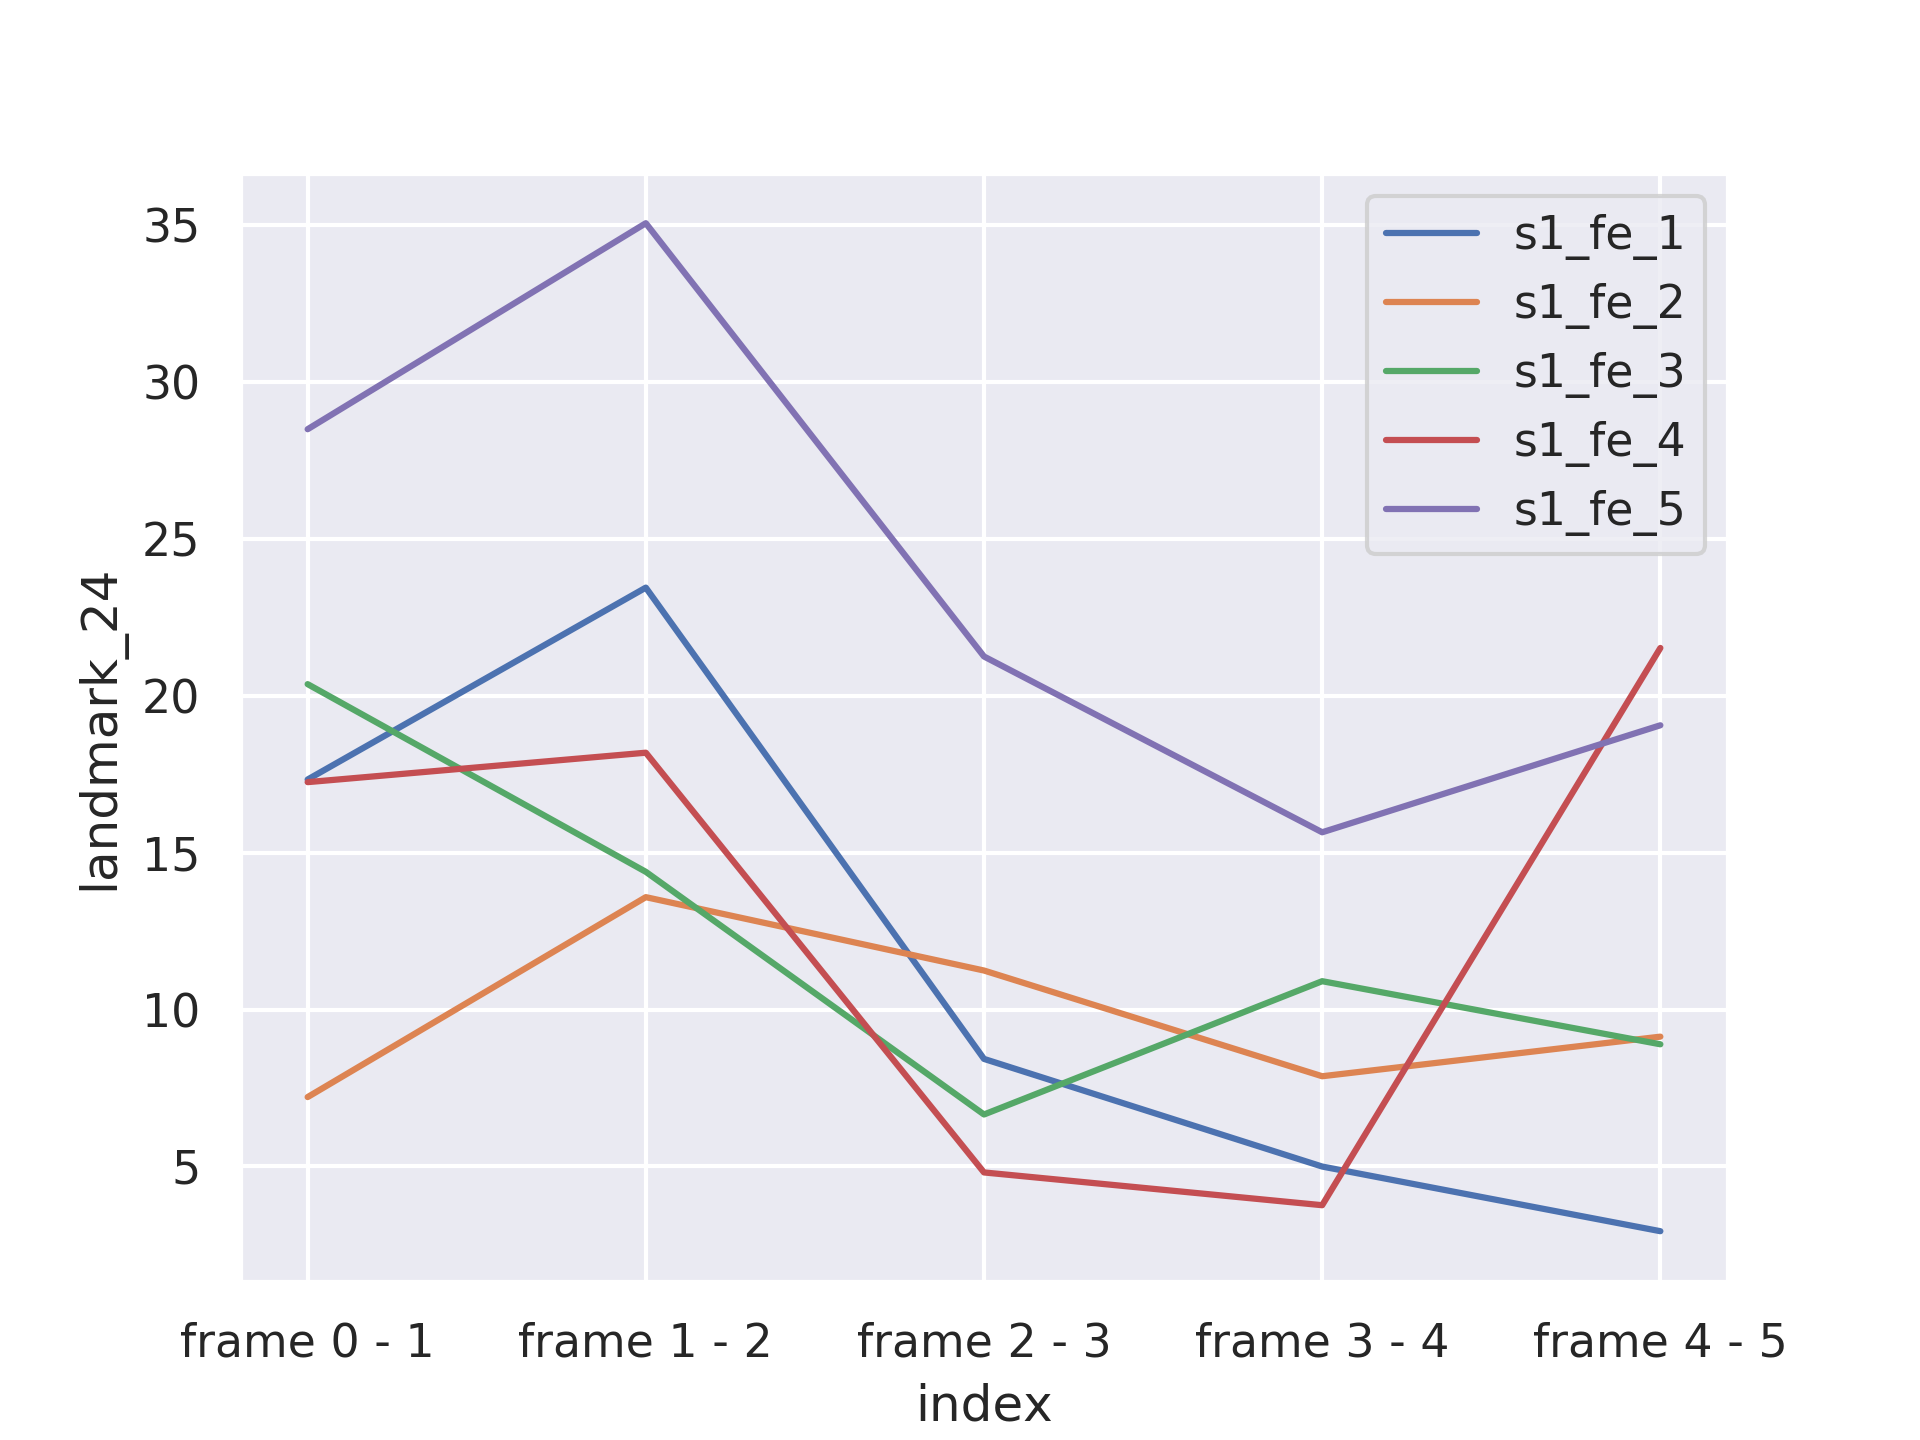 35
30
25
20
15
10
5
landmark_24
s1_fe_1
s1_fe_2
s1_fe_3
s1_fe_4
s1_fe_5
frame 0 - 1
frame 1 - 2
frame 2 - 3
frame 3 - 4
frame 4 - 5
index